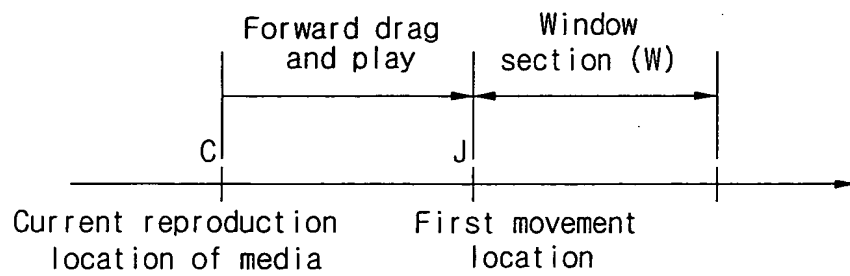 Forward drag
and play
Window
section (W)
C
J
Current reproduction
location of media
First movement
location